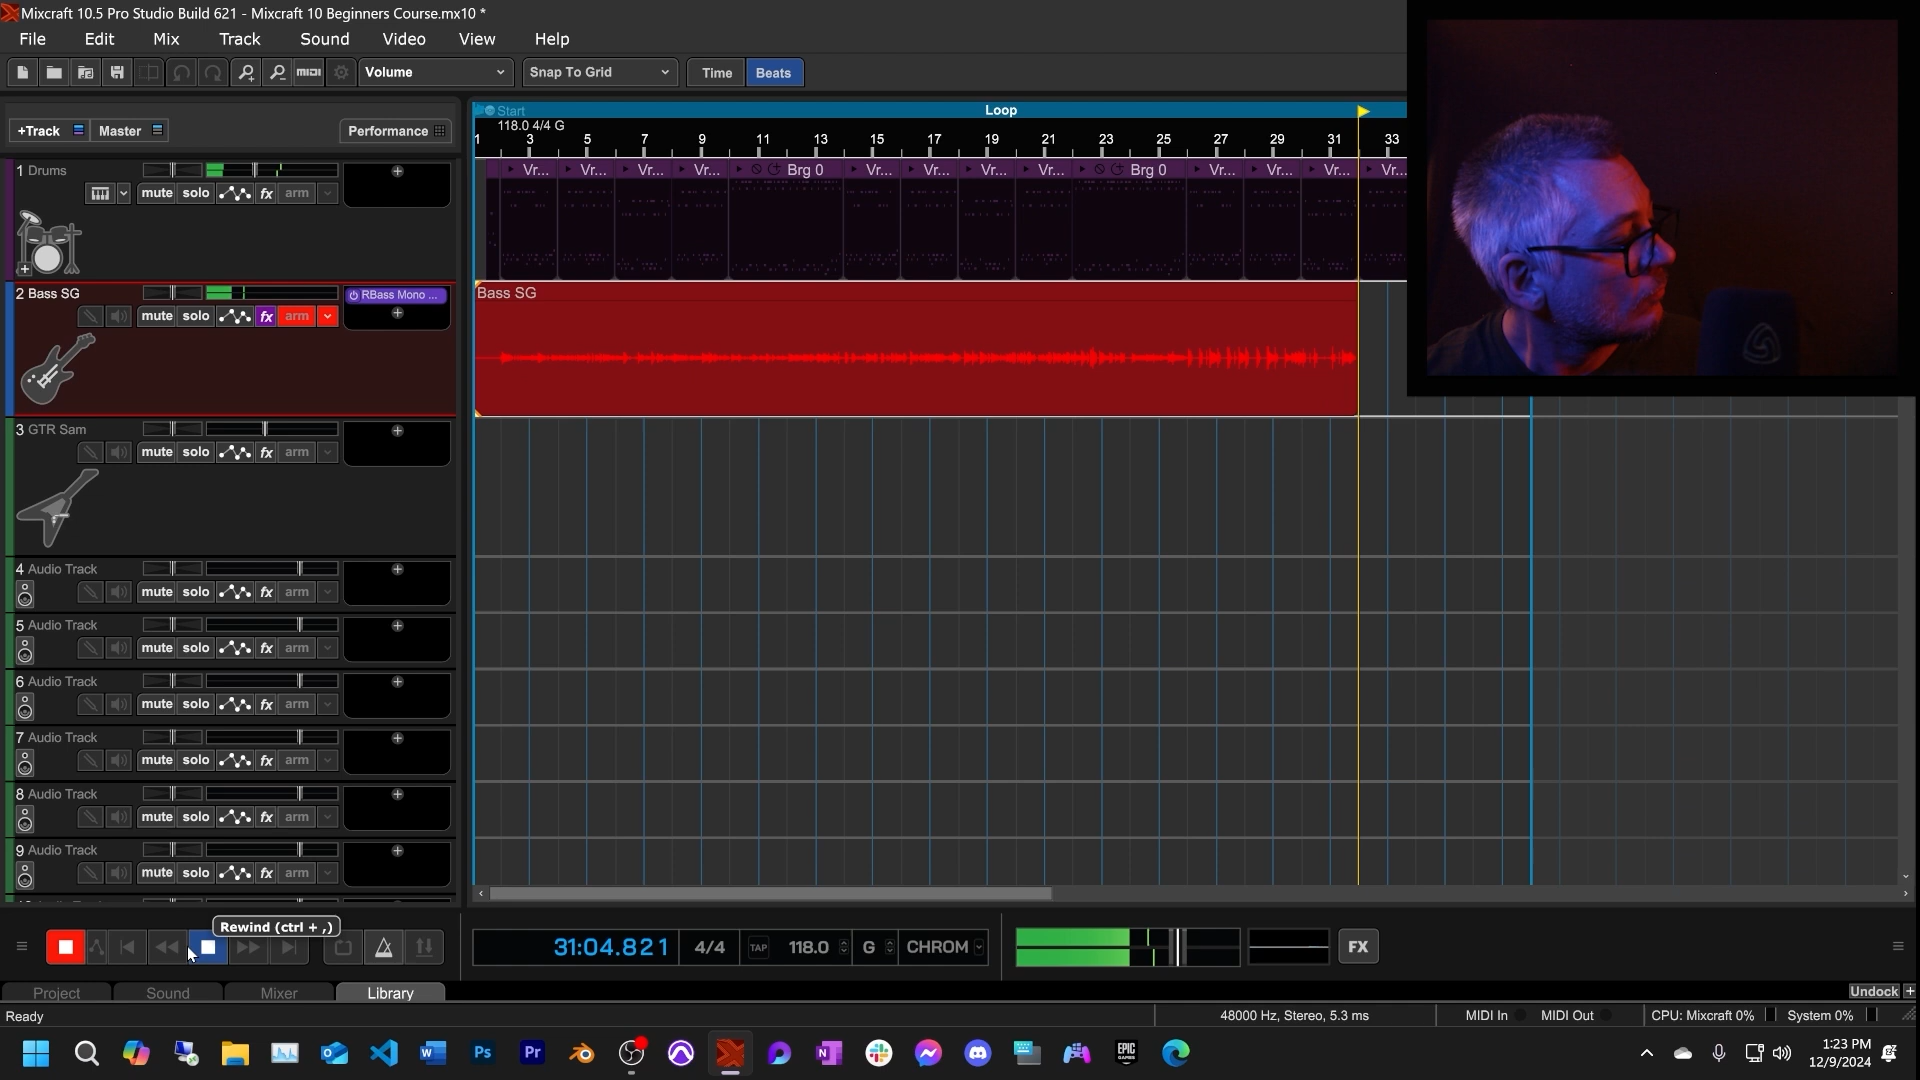 Mixcraft 10.5 Pro Studio Build 621 - Mixcraft 10 Beginners Course.mx10 *
File Edit Mix Track Sound Video View Help
MIDI Volume Snap To Grid Time Beats
+Track Master Performance
Start Loop
118.0 4/4 G
1 3 5 7 9 11 13 15 17 19 21 23 25 27 29 31 33
1 Drums
mute solo fx arm
Vr... Vr... Vr... Vr... Brg 0 Vr... Vr... Vr... Vr... Brg 0 Vr... Vr... Vr... Vr...
2 Bass SG
RBass Mono ...
mute solo fx arm
Bass SG
3 GTR Sam
mute solo fx arm
4 Audio Track
mute solo fx arm
5 Audio Track
mute solo fx arm
6 Audio Track
mute solo fx arm
7 Audio Track
mute solo fx arm
8 Audio Track
mute solo fx arm
9 Audio Track
mute solo fx arm
Rewind (ctrl + ,)
31:04.821 4/4 TAP 118.0 G CHROM FX
Project Sound Mixer Library Undock +
Ready 48000 Hz, Stereo, 5.3 ms MIDI In MIDI Out CPU: Mixcraft 0% System 0%
Ps Pr EPIC GAMES
1:23 PM
12/9/2024